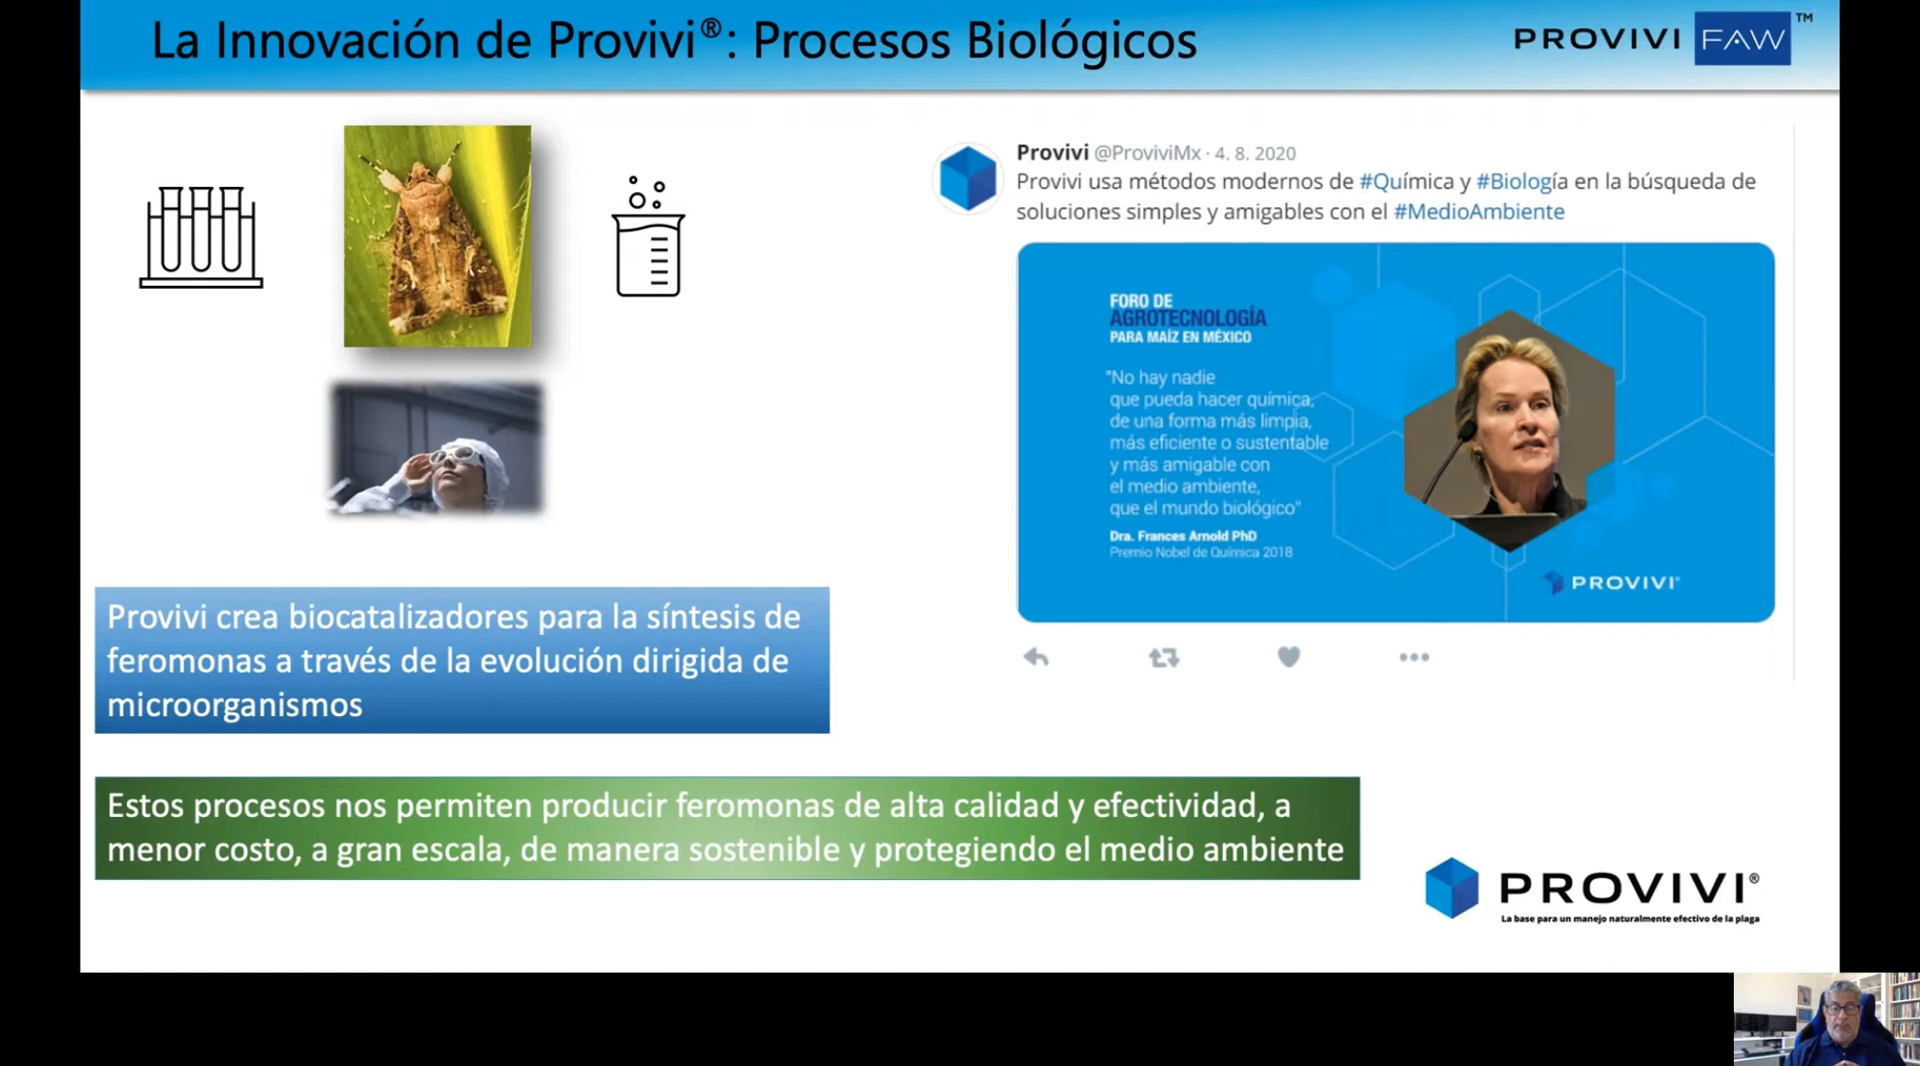 La Innovación de Provivi®: Procesos Biológicos
PROVIVI FAW™
Provivi @ProviviMx · 4. 8. 2020
Provivi usa métodos modernos de #Química y #Biología en la búsqueda de
soluciones simples y amigables con el #MedioAmbiente
FORO DE
AGROTECNOLOGÍA
PARA MAÍZ EN MÉXICO
"No hay nadie
que pueda hacer química,
de una forma más limpia,
más eficiente o sustentable
y más amigable con
el medio ambiente,
que el mundo biológico"
Dra. Frances Arnold PhD
Premio Nobel de Química 2018
PROVIVI®
Provivi crea biocatalizadores para la síntesis de
feromonas a través de la evolución dirigida de
microorganismos
Estos procesos nos permiten producir feromonas de alta calidad y efectividad, a
menor costo, a gran escala, de manera sostenible y protegiendo el medio ambiente
PROVIVI®
La base para un manejo naturalmente efectivo de la plaga